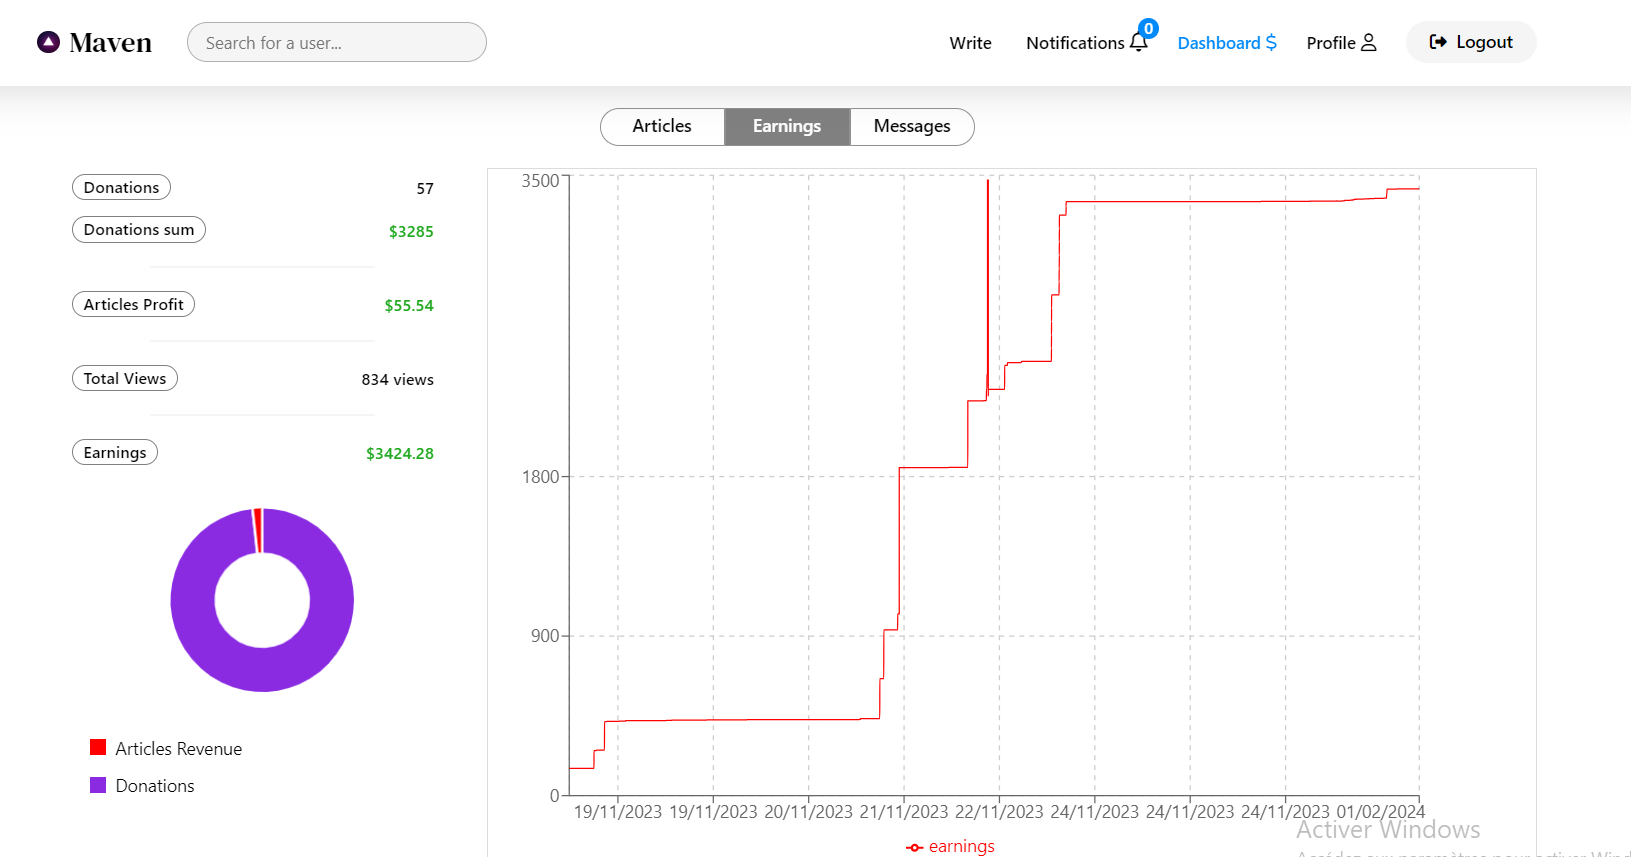 Maven
Search for a user...
Write
Notifications
0
Dashboard $
Profile
Logout
Articles
Earnings
Messages
Donations
57
Donations sum
$3285
Articles Profit
$55.54
Total Views
834 views
Earnings
$3424.28
Articles Revenue
Donations
3500
1800
900
0
19/11/2023 19/11/2023 20/11/2023 21/11/2023 22/11/2023 24/11/2023 24/11/2023 24/11/2023 01/02/2024
earnings
Activer Windows